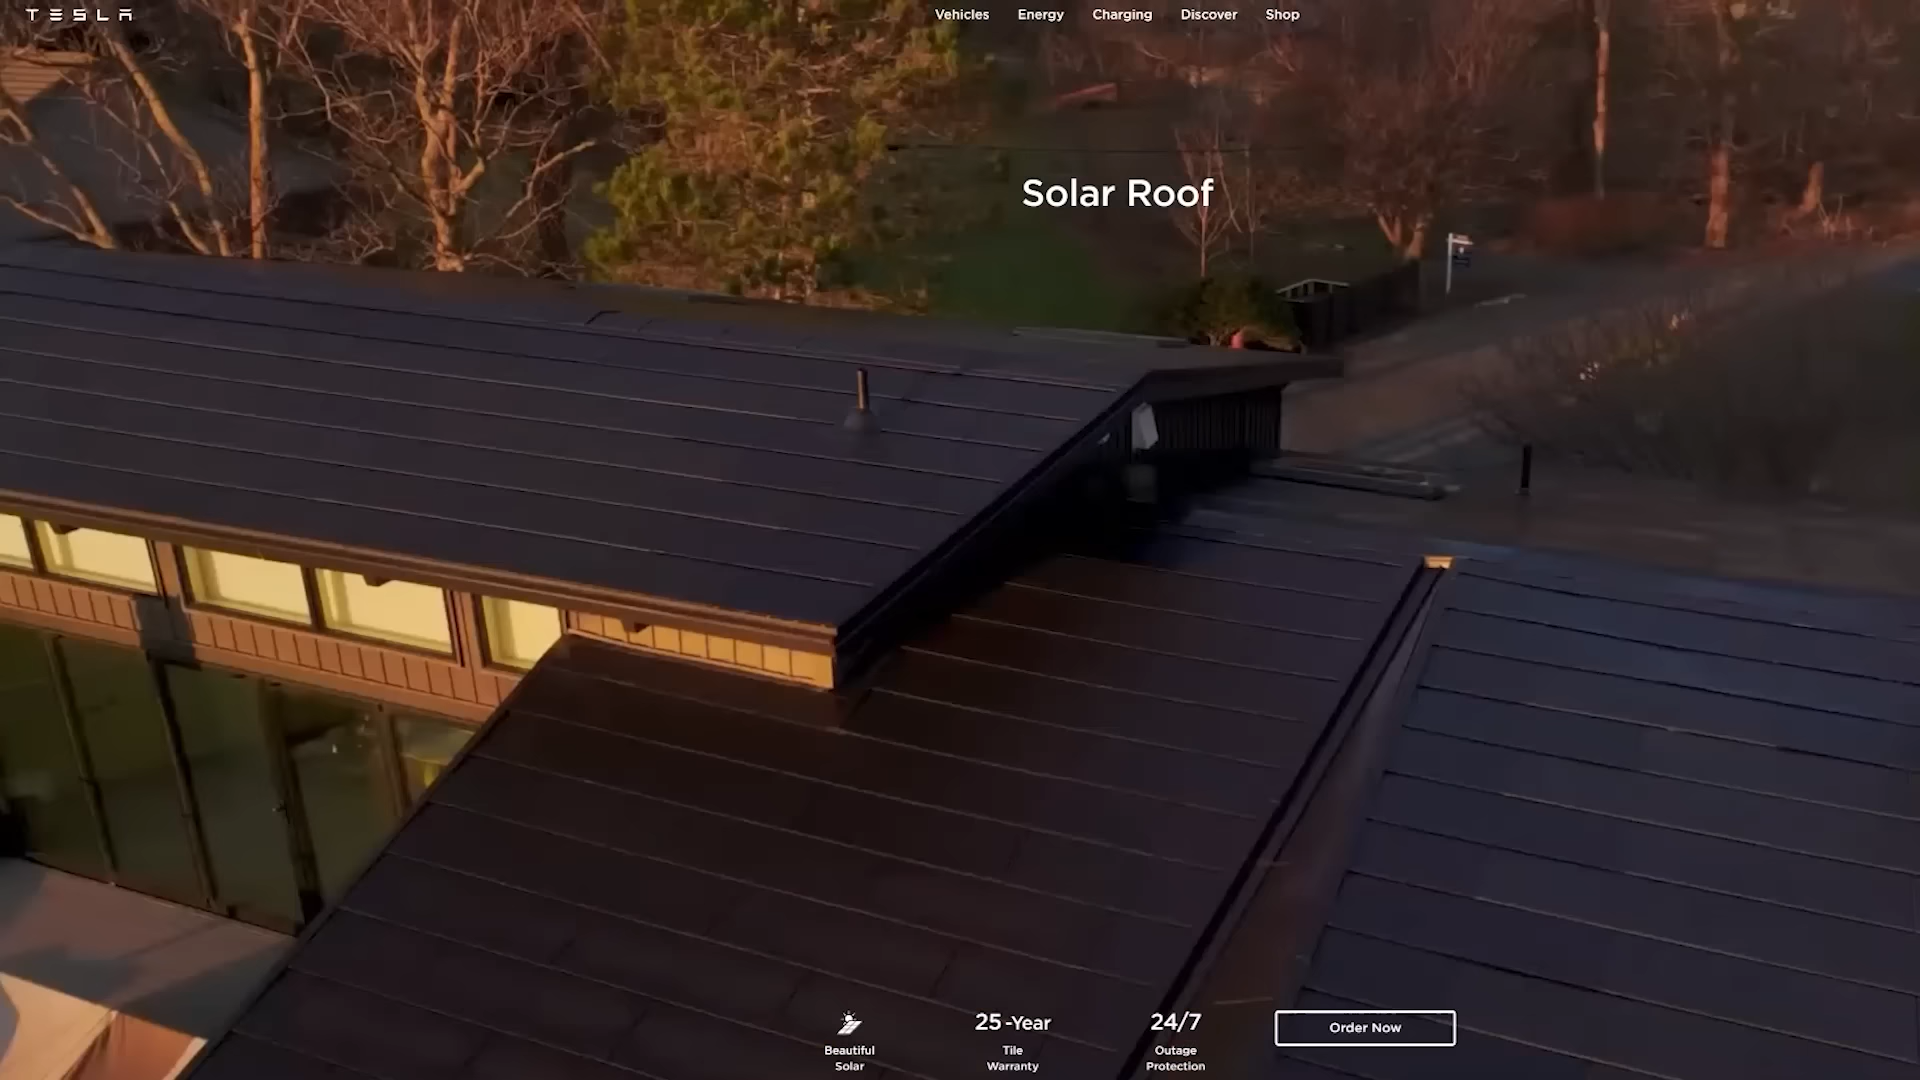 TESLA
Vehicles Energy Charging Discover Shop
Solar Roof
25-Year
24/7
Beautiful Solar
Tile Warranty
Outage Protection
Order Now